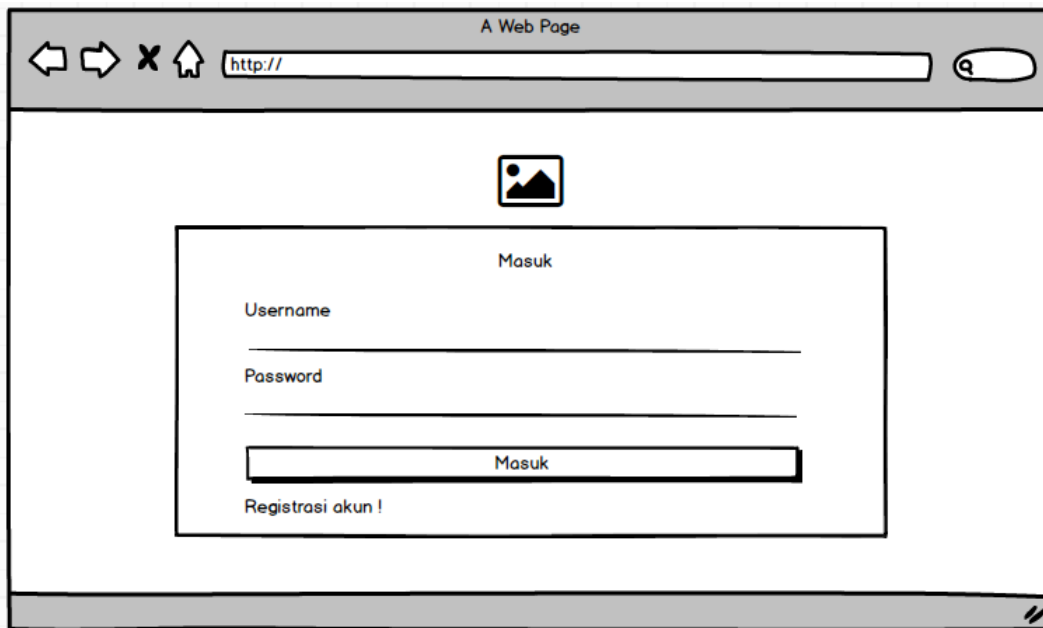 A Web Page
http://
Masuk
Username
Password
Masuk
Registrasi akun !